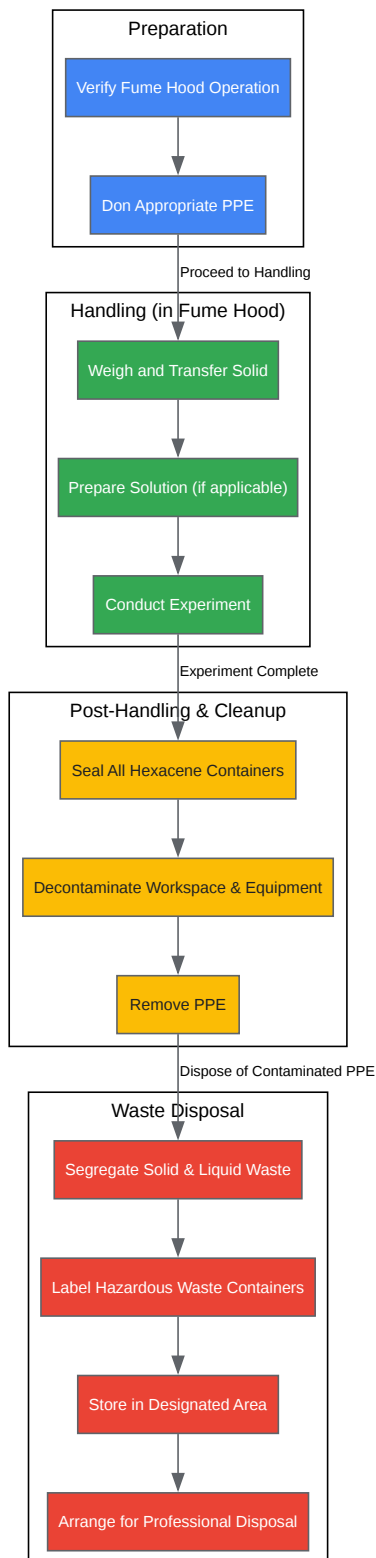 Preparation
Verify Fume Hood Operation
Don Appropriate PPE
Proceed to Handling
Handling (in Fume Hood)
Weigh and Transfer Solid
Prepare Solution (if applicable)
Conduct Experiment
Experiment Complete
Post-Handling & Cleanup
Seal All Hexacene Containers
Decontaminate Workspace & Equipment
Remove PPE
Dispose of Contaminated PPE
Waste Disposal
Segregate Solid & Liquid Waste
Label Hazardous Waste Containers
Store in Designated Area
Arrange for Professional Disposal